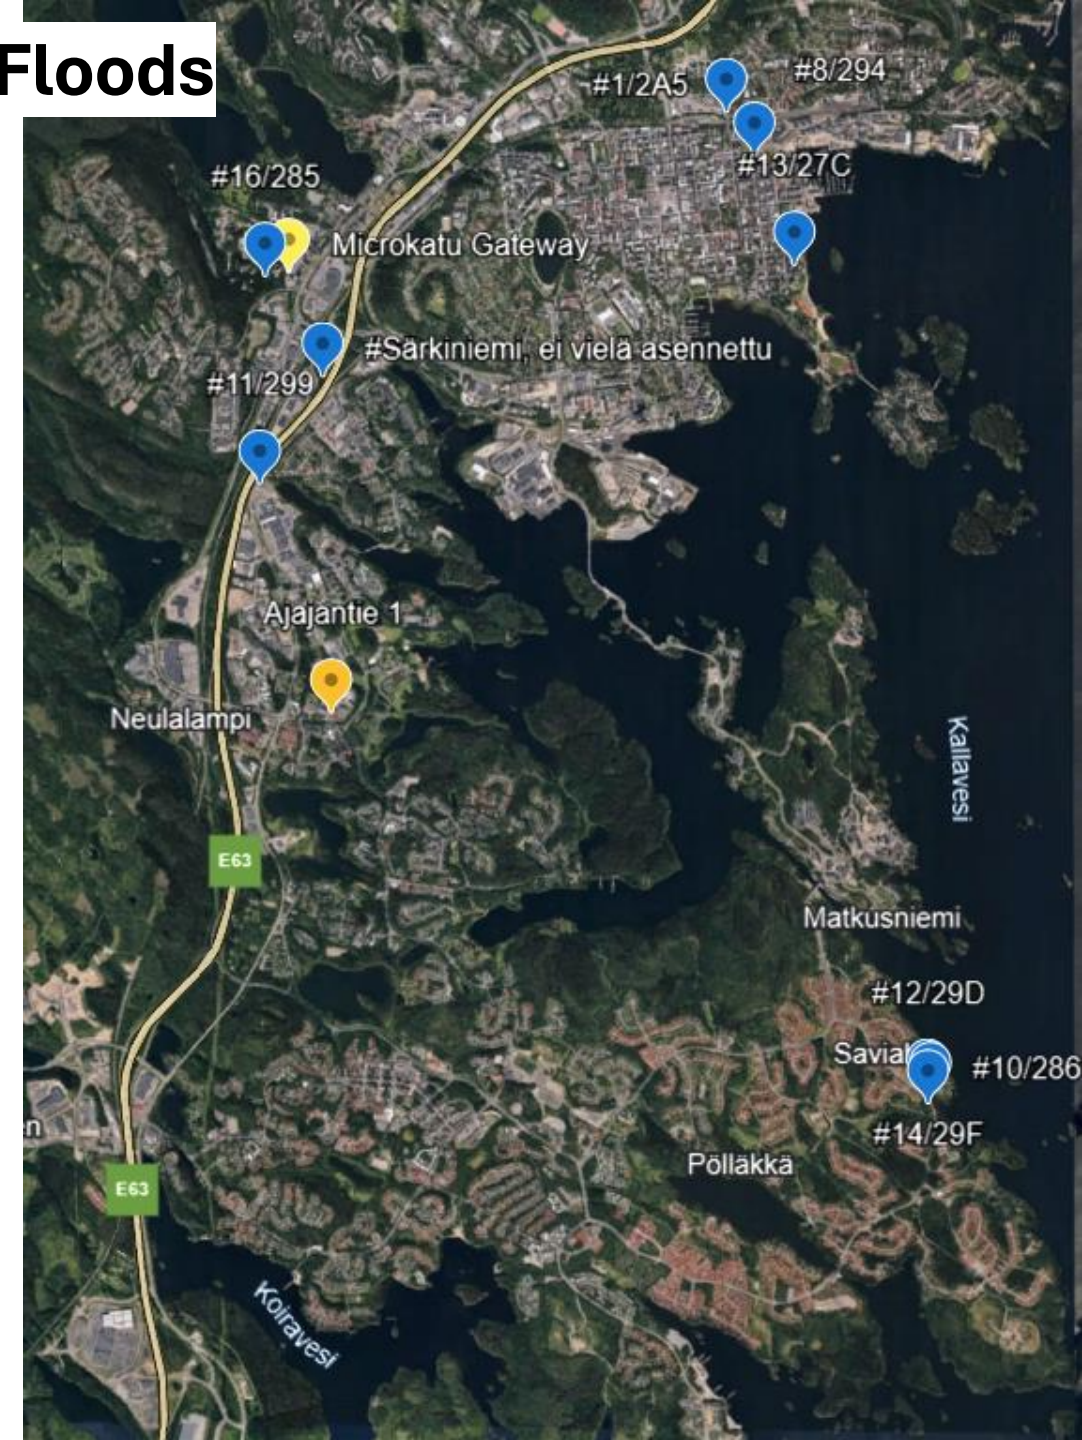 Floods
#1/2A5
#8/294
#13/27C
#16/285
Microkatu Gateway
#Särkiniemi, ei vielä asennettu
#11/299
Ajajantie 1
Neulalampi
Kallavesi
E63
Matkusniemi
#12/29D
Savial
#10/286
n
#14/29F
Pölläkkä
E63
Koiravesi